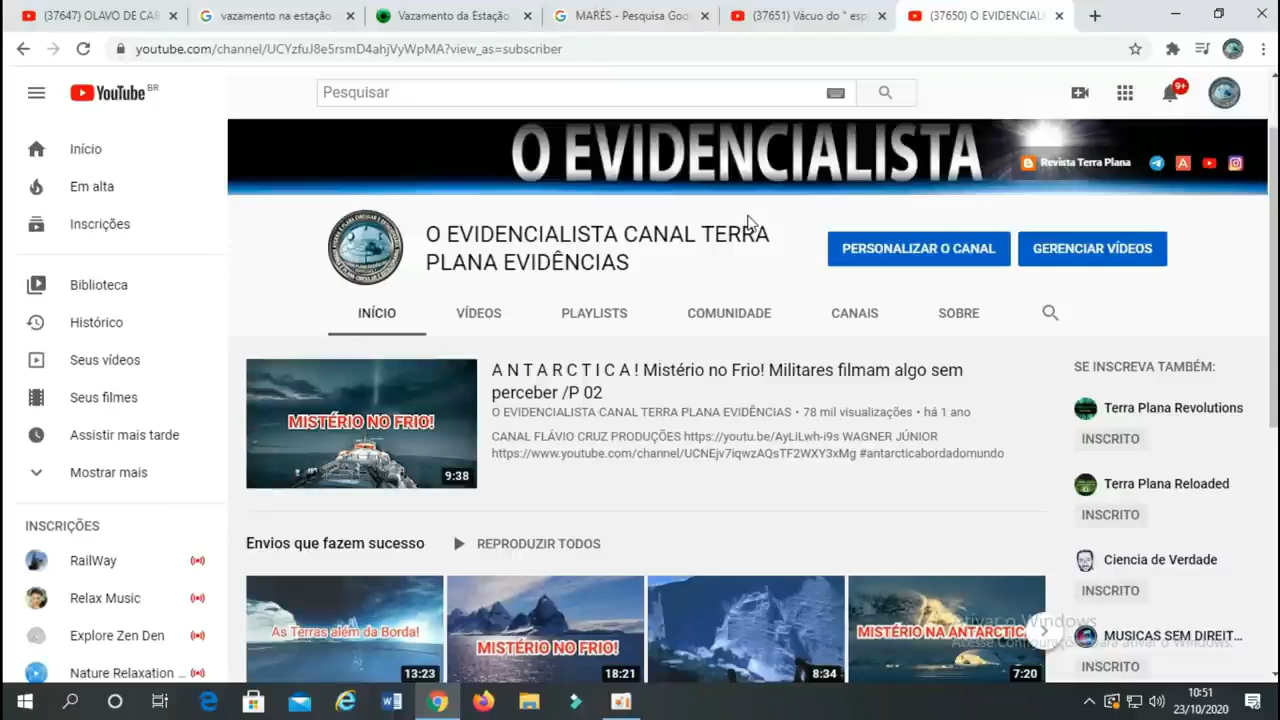 (37647) OLAVO DE CAR
vazamento na estação
Vazamento da Estação
MARÉS - Pesquisa Goo
(37651) Vácuo do " esp
(37650) O EVIDENCIAL
youtube.com/channel/UCYzfuJ8e5rsmD4ahjVyWpMA?view_as=subscriber
YouTube BR
Pesquisar
9+
Início
Em alta
Inscrições
Biblioteca
Histórico
Seus vídeos
Seus filmes
Assistir mais tarde
Mostrar mais
INSCRIÇÕES
RailWay
Relax Music
Explore Zen Den
Nature Relaxation ...
O EVIDENCIALISTA
Revista Terra Plana
O EVIDENCIALISTA CANAL TERRA
PLANA EVIDÊNCIAS
PERSONALIZAR O CANAL
GERENCIAR VÍDEOS
INÍCIO
VÍDEOS
PLAYLISTS
COMUNIDADE
CANAIS
SOBRE
MISTÉRIO NO FRIO!
9:38
A N T A R C T I C A ! Mistério no Frio! Militares filmam algo sem
perceber /P 02
O EVIDENCIALISTA CANAL TERRA PLANA EVIDÊNCIAS • 78 mil visualizações • há 1 ano
CANAL FLÁVIO CRUZ PRODUÇÕES https://youtu.be/AyLiLwh-i9s WAGNER JÚNIOR
https://www.youtube.com/channel/UCNEjv7iqwzAQsTF2WXY3xMg #antarcticabordadomundo
Envios que fazem sucesso
REPRODUZIR TODOS
As Terras além da Borda!
13:23
MISTÉRIO NO FRIO!
18:21
8:34
MISTÉRIO NA ANTARCTIC
7:20
SE INSCREVA TAMBÉM:
Terra Plana Revolutions
INSCRITO
Terra Plana Reloaded
INSCRITO
Ciencia de Verdade
INSCRITO
MUSICAS SEM DIREIT...
INSCRITO
Ativar o Windows
10:51
23/10/2020